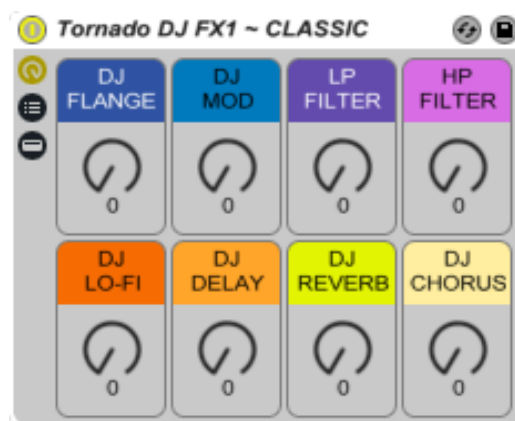 Tornado DJ FX1 ~ CLASSIC
DJ
FLANGE
DJ
MOD
LP
FILTER
HP
FILTER
0
0
0
0
DJ
LO-FI
DJ
DELAY
DJ
REVERB
DJ
CHORUS
0
0
0
0